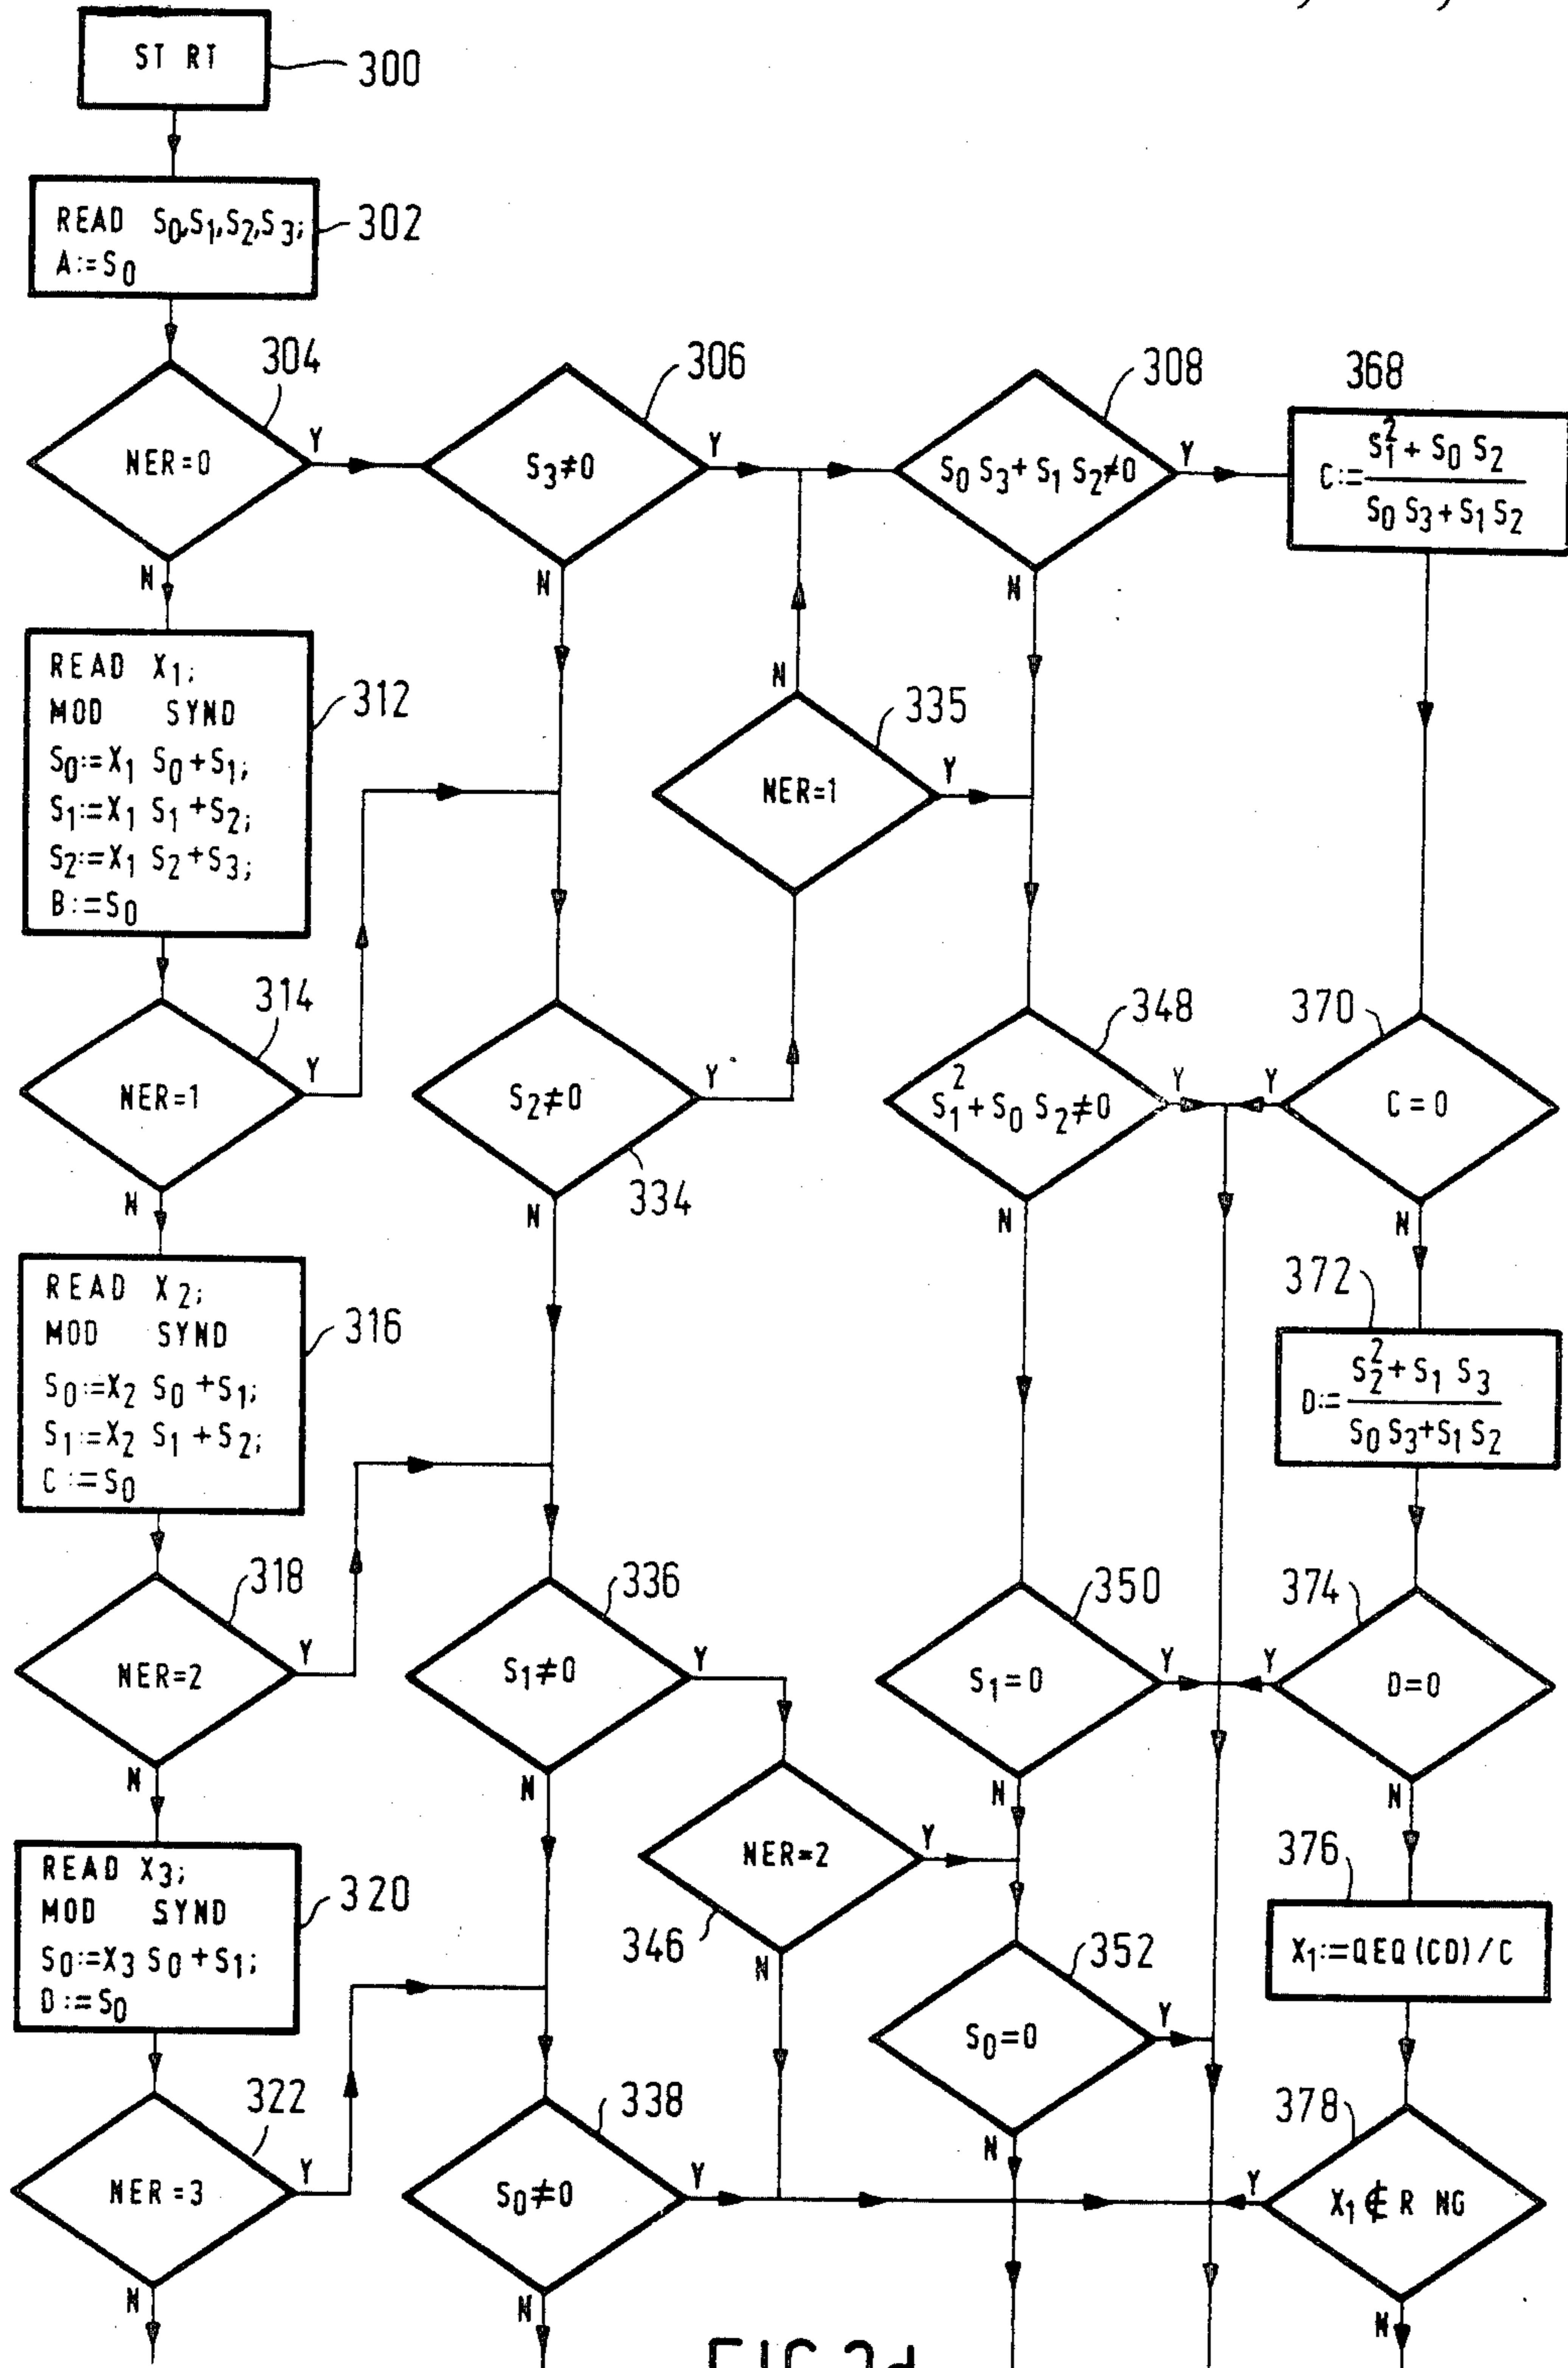 ST RT
300
READ S0,S1,S2,S3;
A:=S0
302
304
NER=0
Y
N
306
S3≠0
Y
N
308
S0 S3+S1 S2≠0
Y
N
368
C:= S1²+S0 S2
S0 S3+S1 S2
READ X1;
MOD SYND
S0:=X1 S0+S1;
S1:=X1 S1+S2;
S2:=X1 S2+S3;
B:=S0
312
N
335
NER=1
Y
314
NER=1
Y
N
S2≠0
Y
334
N
348
S1²+S0 S2≠0
Y
N
370
Y
C=0
N
READ X2;
MOD SYND
S0:=X2 S0+S1;
S1:=X2 S1+S2;
C:=S0
316
372
D:= S2²+S1 S3
S0 S3+S1 S2
318
NER=2
Y
N
336
S1≠0
Y
N
350
S1=0
Y
N
374
Y
D=0
N
READ X3;
MOD SYND
S0:=X3 S0+S1;
D:=S0
320
NER=2
Y
346
N
376
X1:=QEQ(CD)/C
352
S0=0
Y
N
322
NER=3
Y
N
338
S0≠0
Y
N
378
Y
X1∉R NG
N
FIG.3d